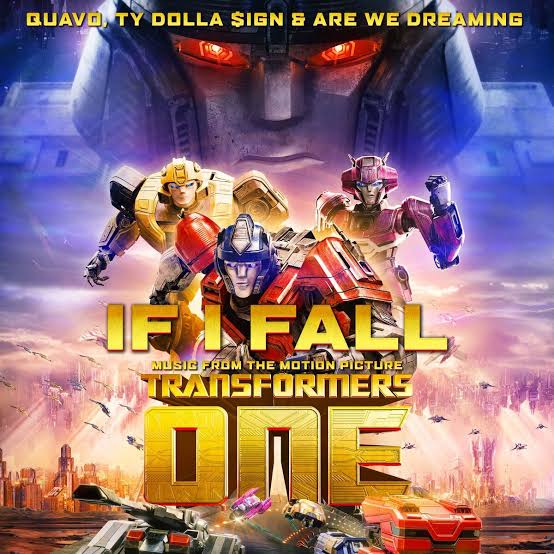 QUAVO, TY DOLLA $IGN & ARE WE DREAMING
IF I FALL
MUSIC FROM THE MOTION PICTURE
TRANSFORMERS
ONE